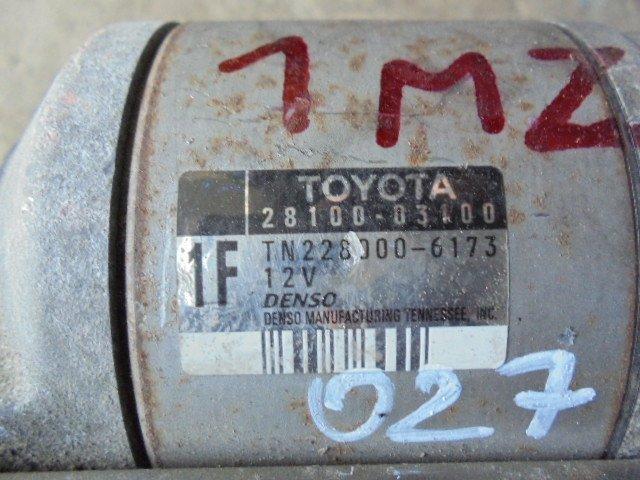 1MZ
TOYOTA
28100-03100
1F
TN228000-6173
12V
DENSO
DENSO MANUFACTURING TENNESSEE, INC.
027